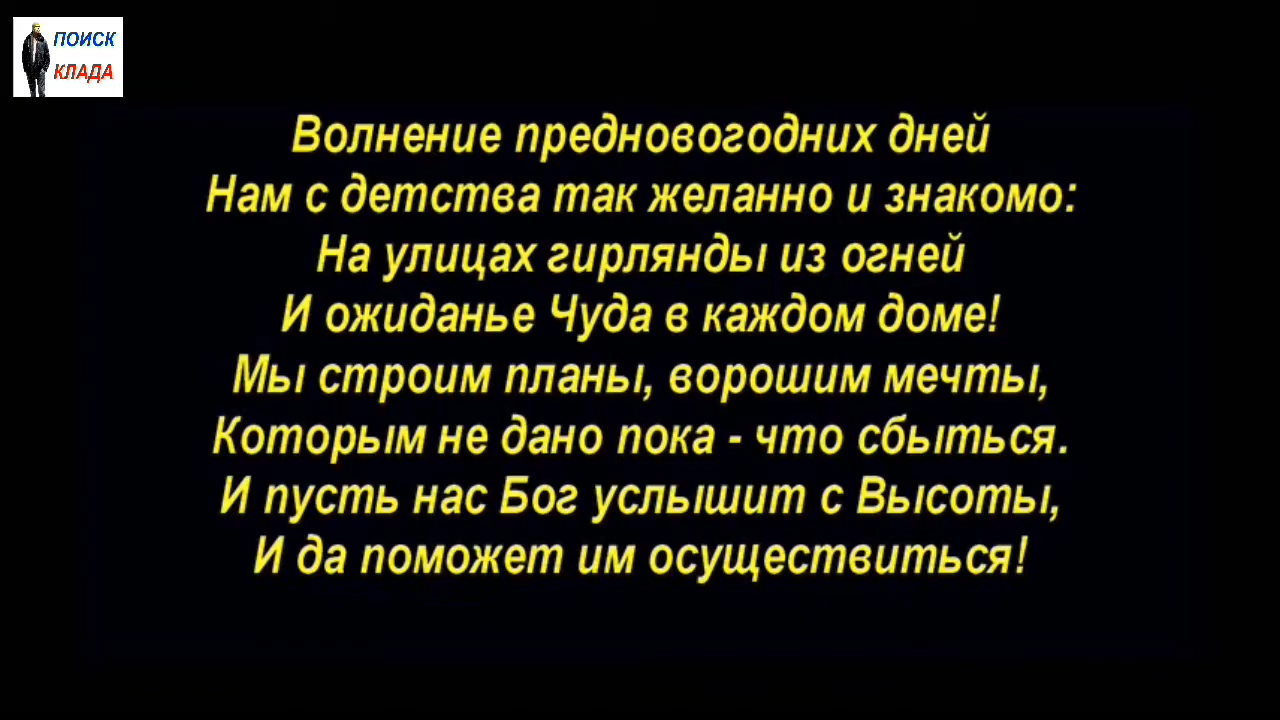 ПОИСК
КЛАДА
Волнение предновогодних дней
Нам с детства так желанно и знакомо:
На улицах гирлянды из огней
И ожиданье Чуда в каждом доме!
Мы строим планы, ворошим мечты,
Которым не дано пока - что сбыться.
И пусть нас Бог услышит с Высоты,
И да поможет им осуществиться!